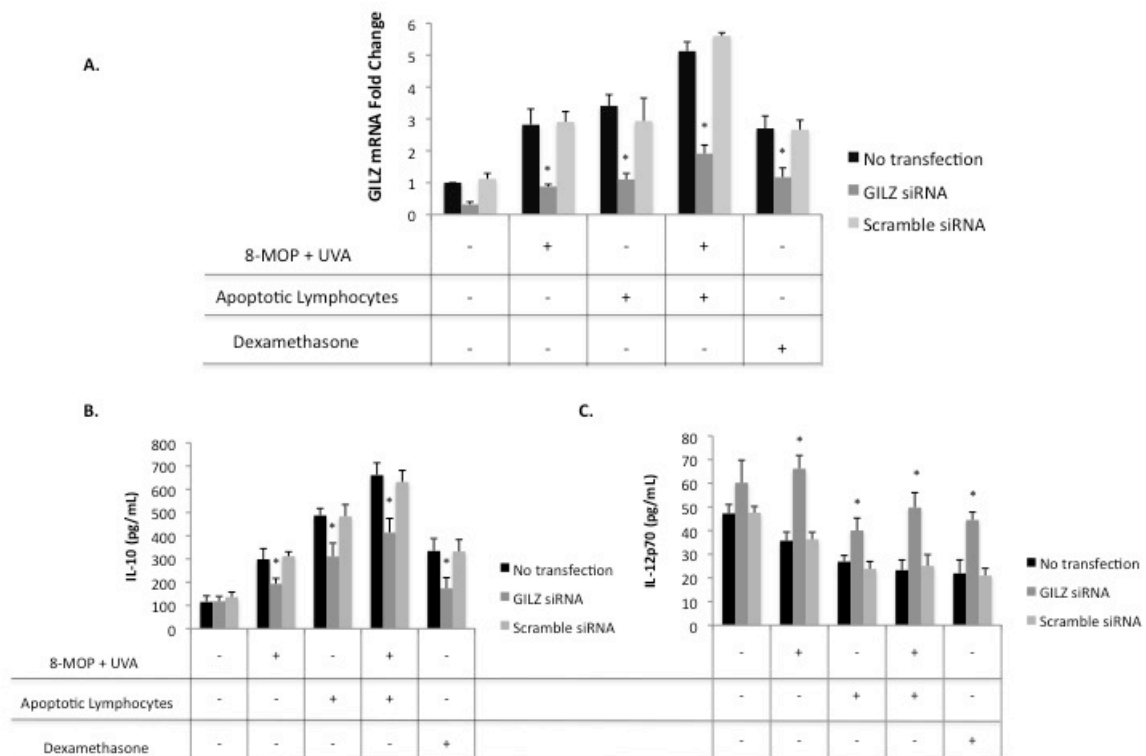 A.
GILZ mRNA Fold Change
6
5
4
3
2
1
0
* * * *
No transfection
GILZ siRNA
Scramble siRNA
8-MOP + UVA - + - + -
Apoptotic Lymphocytes - - + + -
Dexamethasone - - - - +
B.
IL-10 (pg/mL)
800
700
600
500
400
300
200
100
0
* * * *
No transfection
GILZ siRNA
Scramble siRNA
8-MOP + UVA - + - + -
Apoptotic Lymphocytes - - + + -
Dexamethasone - - - - +
C.
IL-12p70 (pg/mL)
80
70
60
50
40
30
20
10
0
* * * *
No transfection
GILZ siRNA
Scramble siRNA
- + - + -
- - + + -
- - - - +